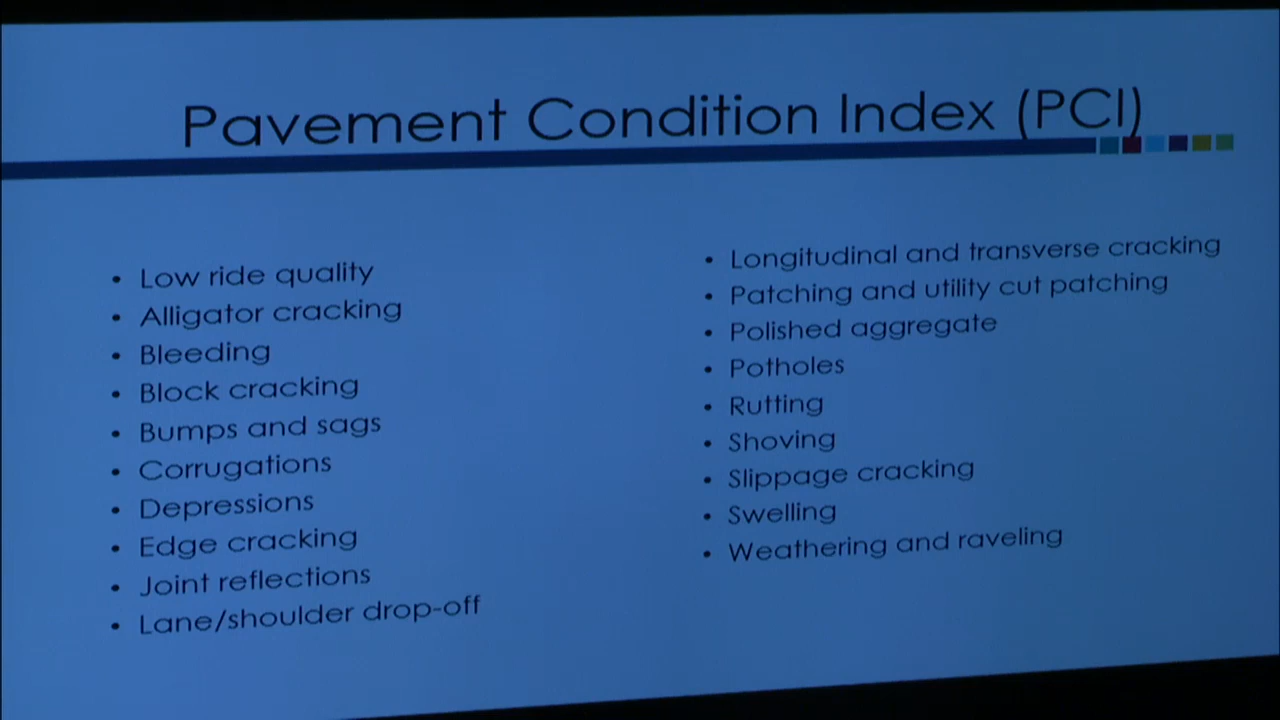 Pavement Condition Index (PCI)
• Low ride quality
• Alligator cracking
• Bleeding
• Block cracking
• Bumps and sags
• Corrugations
• Depressions
• Edge cracking
• Joint reflections
• Lane/shoulder drop-off
• Longitudinal and transverse cracking
• Patching and utility cut patching
• Polished aggregate
• Potholes
• Rutting
• Shoving
• Slippage cracking
• Swelling
• Weathering and raveling